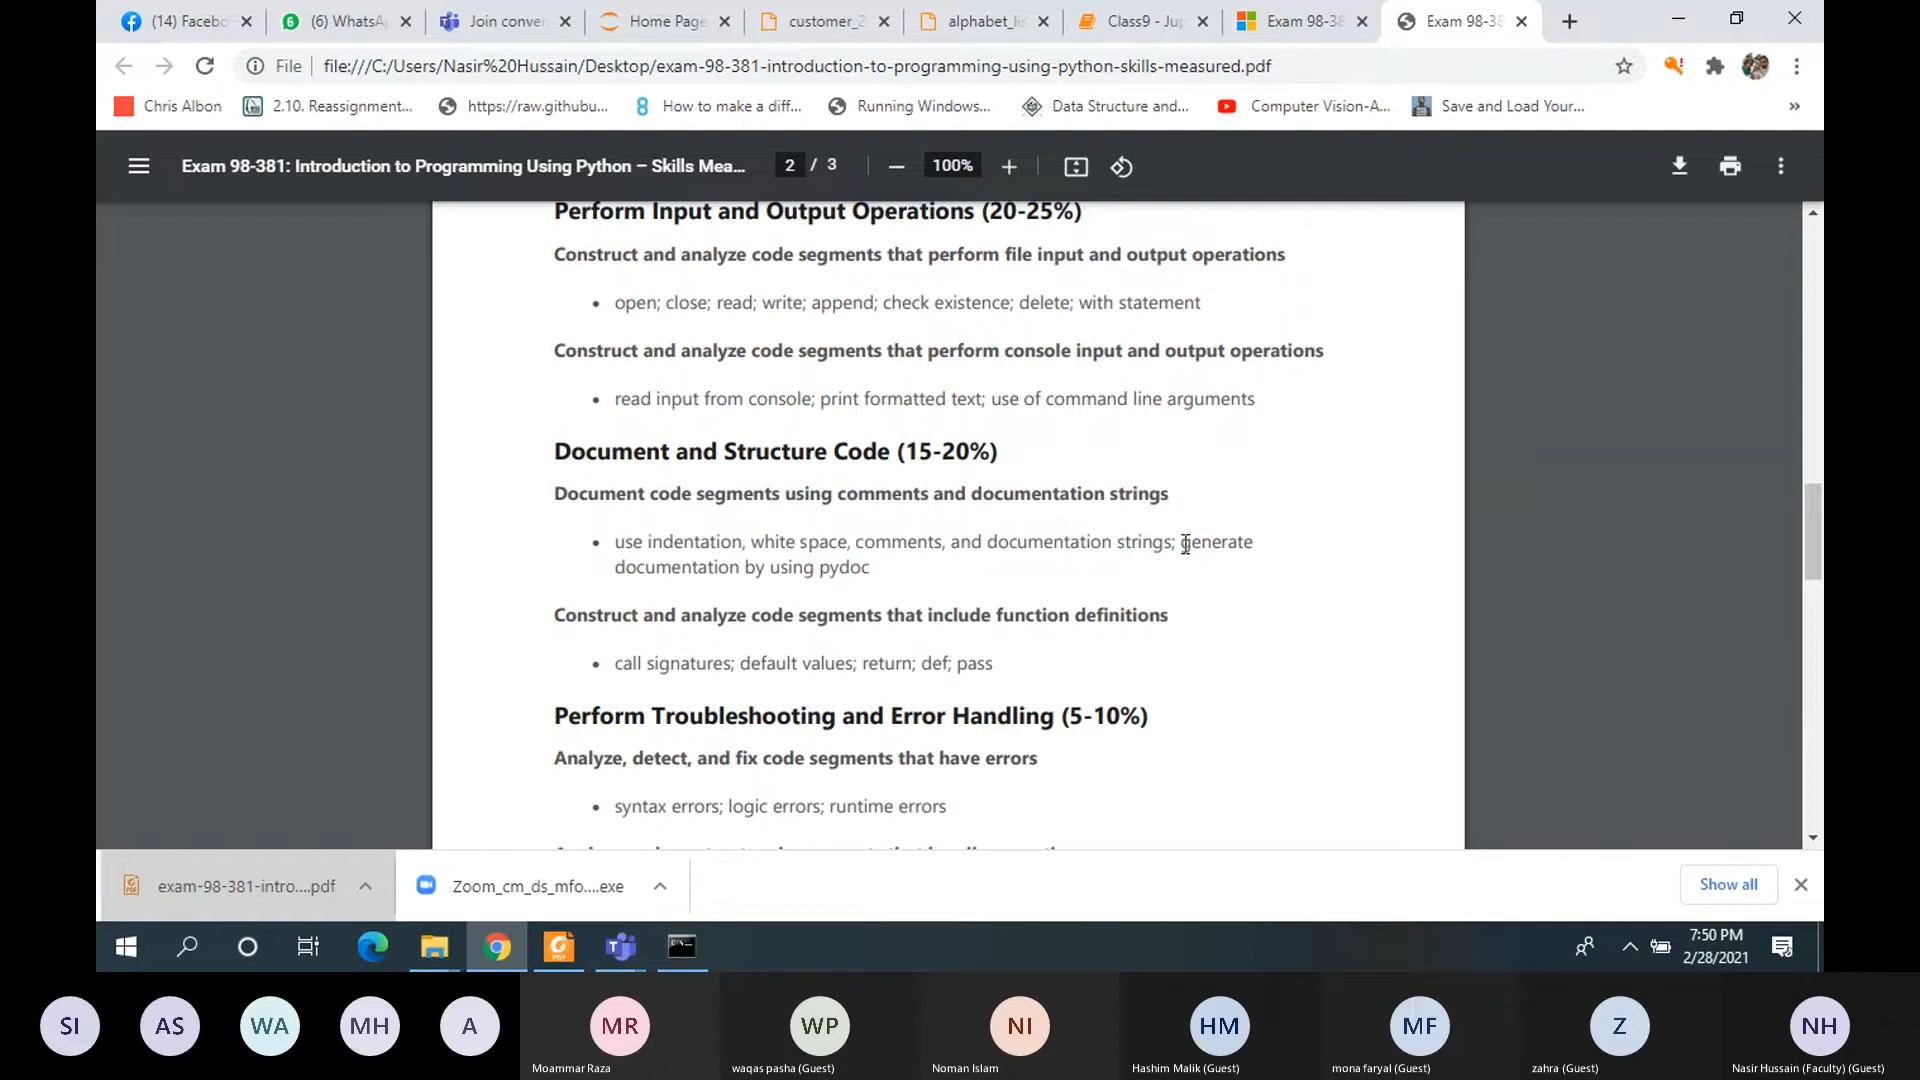 (14) Facebo
(6) WhatsA
Join conver
Home Page
customer_2
alphabet_lis
Class9 - Jup
Exam 98-38
Exam 98-38
File
file:///C:/Users/Nasir%20Hussain/Desktop/exam-98-381-introduction-to-programming-using-python-skills-measured.pdf
Chris Albon
2.10. Reassignment...
https://raw.githubu...
How to make a diff...
Running Windows...
Data Structure and...
Computer Vision-A...
Save and Load Your...
»
Exam 98-381: Introduction to Programming Using Python – Skills Mea...
2 / 3
100%
Perform Input and Output Operations (20-25%)
Construct and analyze code segments that perform file input and output operations
• open; close; read; write; append; check existence; delete; with statement
Construct and analyze code segments that perform console input and output operations
• read input from console; print formatted text; use of command line arguments
Document and Structure Code (15-20%)
Document code segments using comments and documentation strings
• use indentation, white space, comments, and documentation strings; generate
documentation by using pydoc
Construct and analyze code segments that include function definitions
• call signatures; default values; return; def; pass
Perform Troubleshooting and Error Handling (5-10%)
Analyze, detect, and fix code segments that have errors
• syntax errors; logic errors; runtime errors
exam-98-381-intro....pdf
Zoom_cm_ds_mfo....exe
Show all
7:50 PM
2/28/2021
SI
AS
WA
MH
A
MR
WP
NI
HM
MF
Z
NH
Moammar Raza
waqas pasha (Guest)
Noman Islam
Hashim Malik (Guest)
mona faryal (Guest)
zahra (Guest)
Nasir Hussain (Faculty) (Guest)